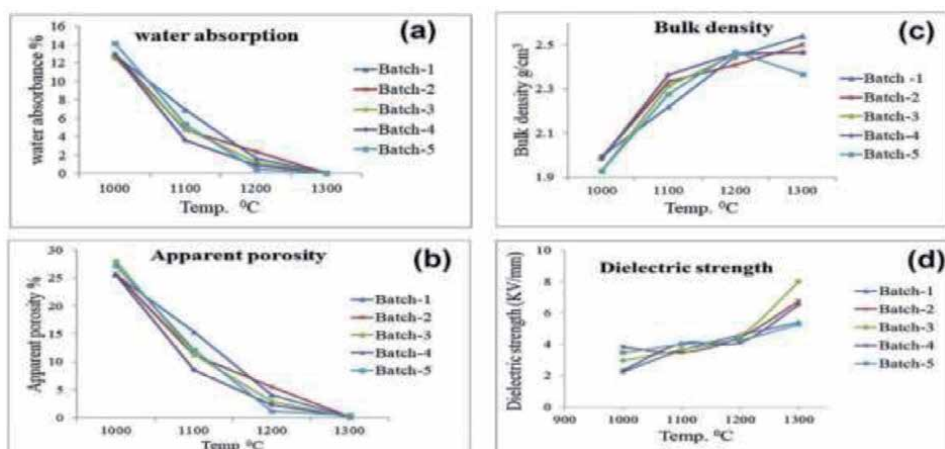 water absorption
(a)
water absorbance %
16
14
12
10
8
6
4
2
0
1000 1100 1200 1300
Temp. ⁰C
Batch-1
Batch-2
Batch-3
Batch-4
Batch-5
Bulk density
(c)
Bulk density g/cm³
2.5
2.3
2.1
1.9
1000 1100 1200 1300
Temp. ⁰C
Batch -1
Batch-2
Batch-3
Batch-4
Batch-5
Apparent porosity
(b)
Apparent porosity %
30
25
20
15
10
5
0
1000 1100 1200 1300
Temp ⁰C
Batch-1
Batch-2
Batch-3
Batch-4
Batch-5
Dielectric strength
(d)
Dielectric strength (KV/mm)
10
8
6
4
2
0
900 1000 1100 1200 1300
Temp. ⁰C
Batch-1
Batch-2
Batch-3
Batch-4
Batch-5